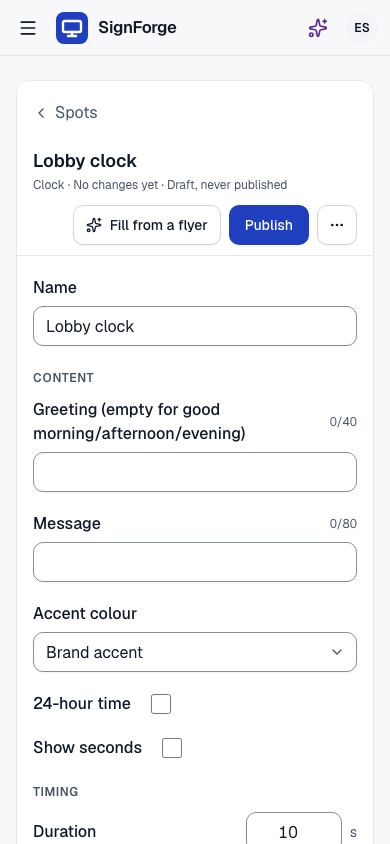 SignForge
ES
Spots
Lobby clock
Clock · No changes yet · Draft, never published
Fill from a flyer
Publish
Name
Lobby clock
CONTENT
Greeting (empty for good
morning/afternoon/evening)
0/40
Message
0/80
Accent colour
Brand accent
24-hour time
Show seconds
TIMING
Duration
10
s